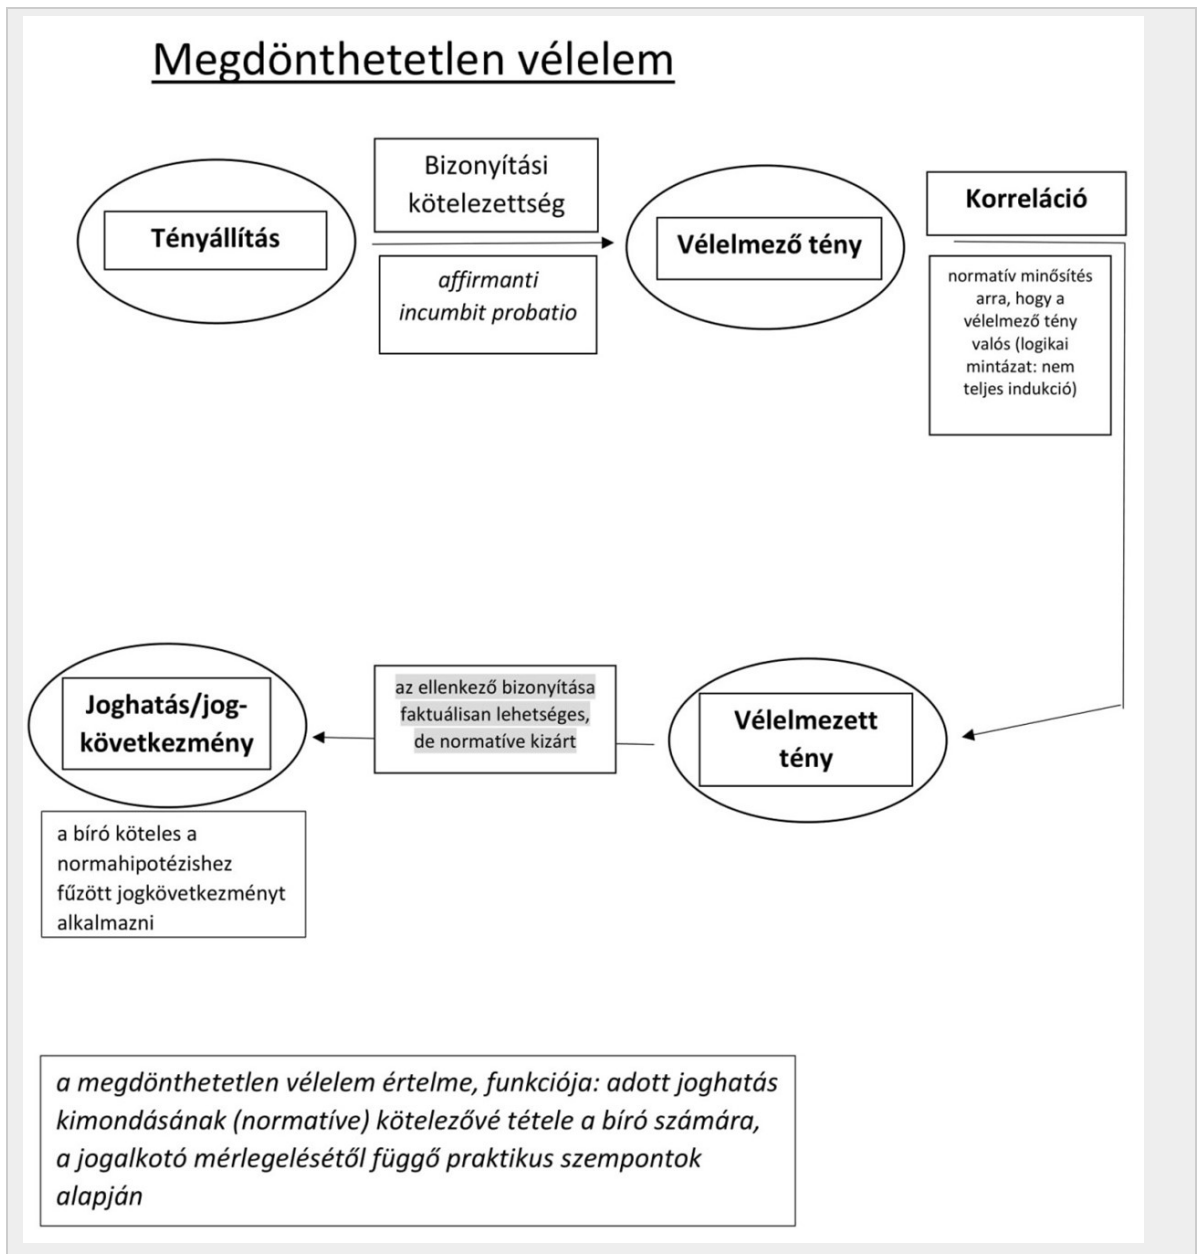 Megdönthetetlen vélelem
Tényállítás
Bizonyítási
kötelezettség
affirmanti
incumbit probatio
Vélelmező tény
Korreláció
normatív minősítés
arra, hogy a
vélelmező tény
valós (logikai
mintázat: nem
teljes indukció)
Vélelmezett
tény
az ellenkező bizonyítása
faktuálisan lehetséges,
de normatíve kizárt
Joghatás/jog-
következmény
a bíró köteles a
normahipotézishez
fűzött jogkövetkezményt
alkalmazni
a megdönthetetlen vélelem értelme, funkciója: adott joghatás
kimondásának (normatíve) kötelezővé tétele a bíró számára,
a jogalkotó mérlegelésétől függő praktikus szempontok
alapján